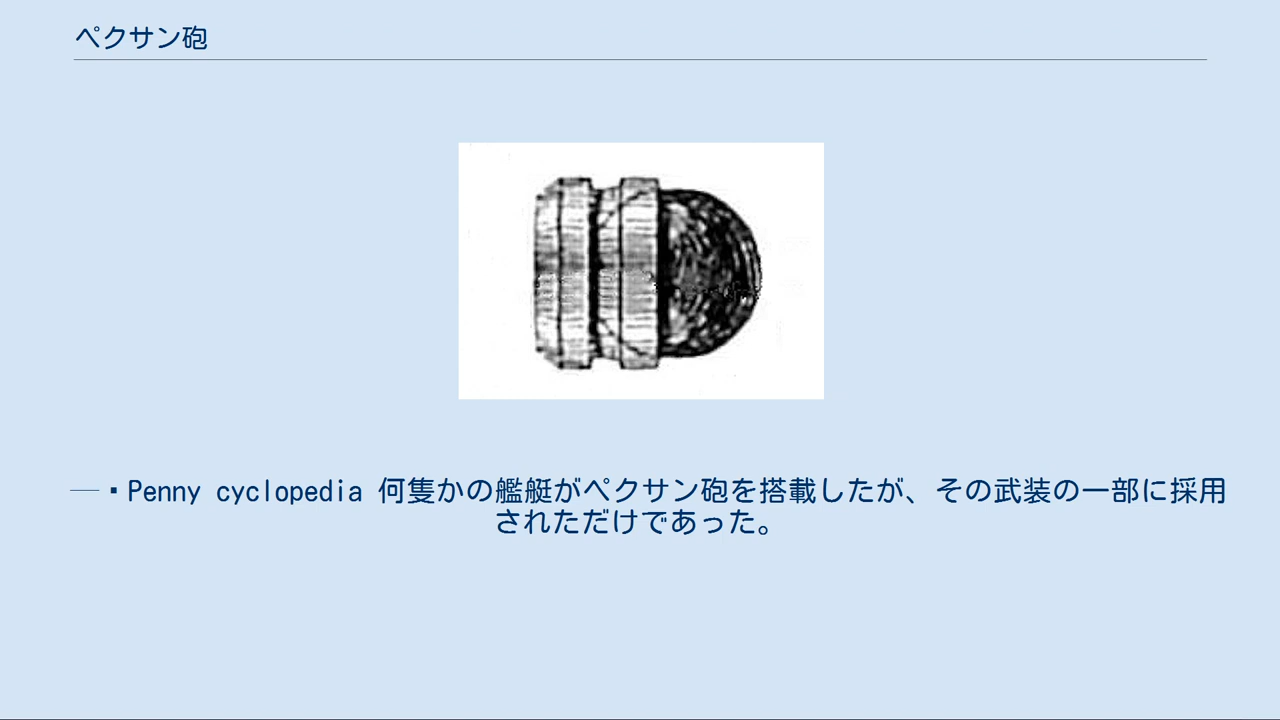 ペクサン砲
— ▪ Penny cyclopedia 何隻かの艦艇がペクサン砲を搭載したが、その武装の一部に採用
されただけであった。